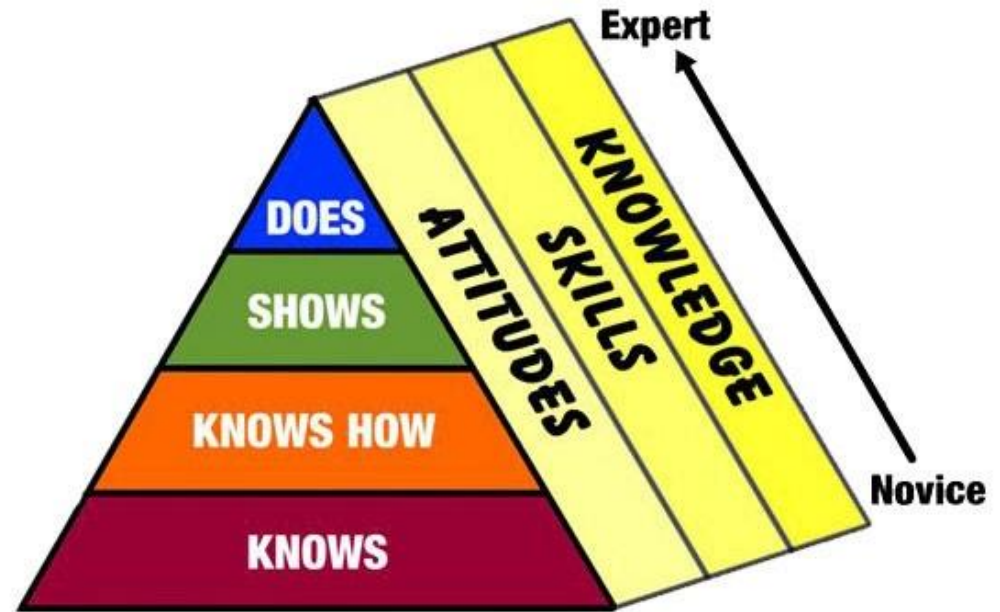 Expert
DOES
SHOWS
KNOWS HOW
KNOWS
ATTITUDES
SKILLS
KNOWLEDGE
Novice